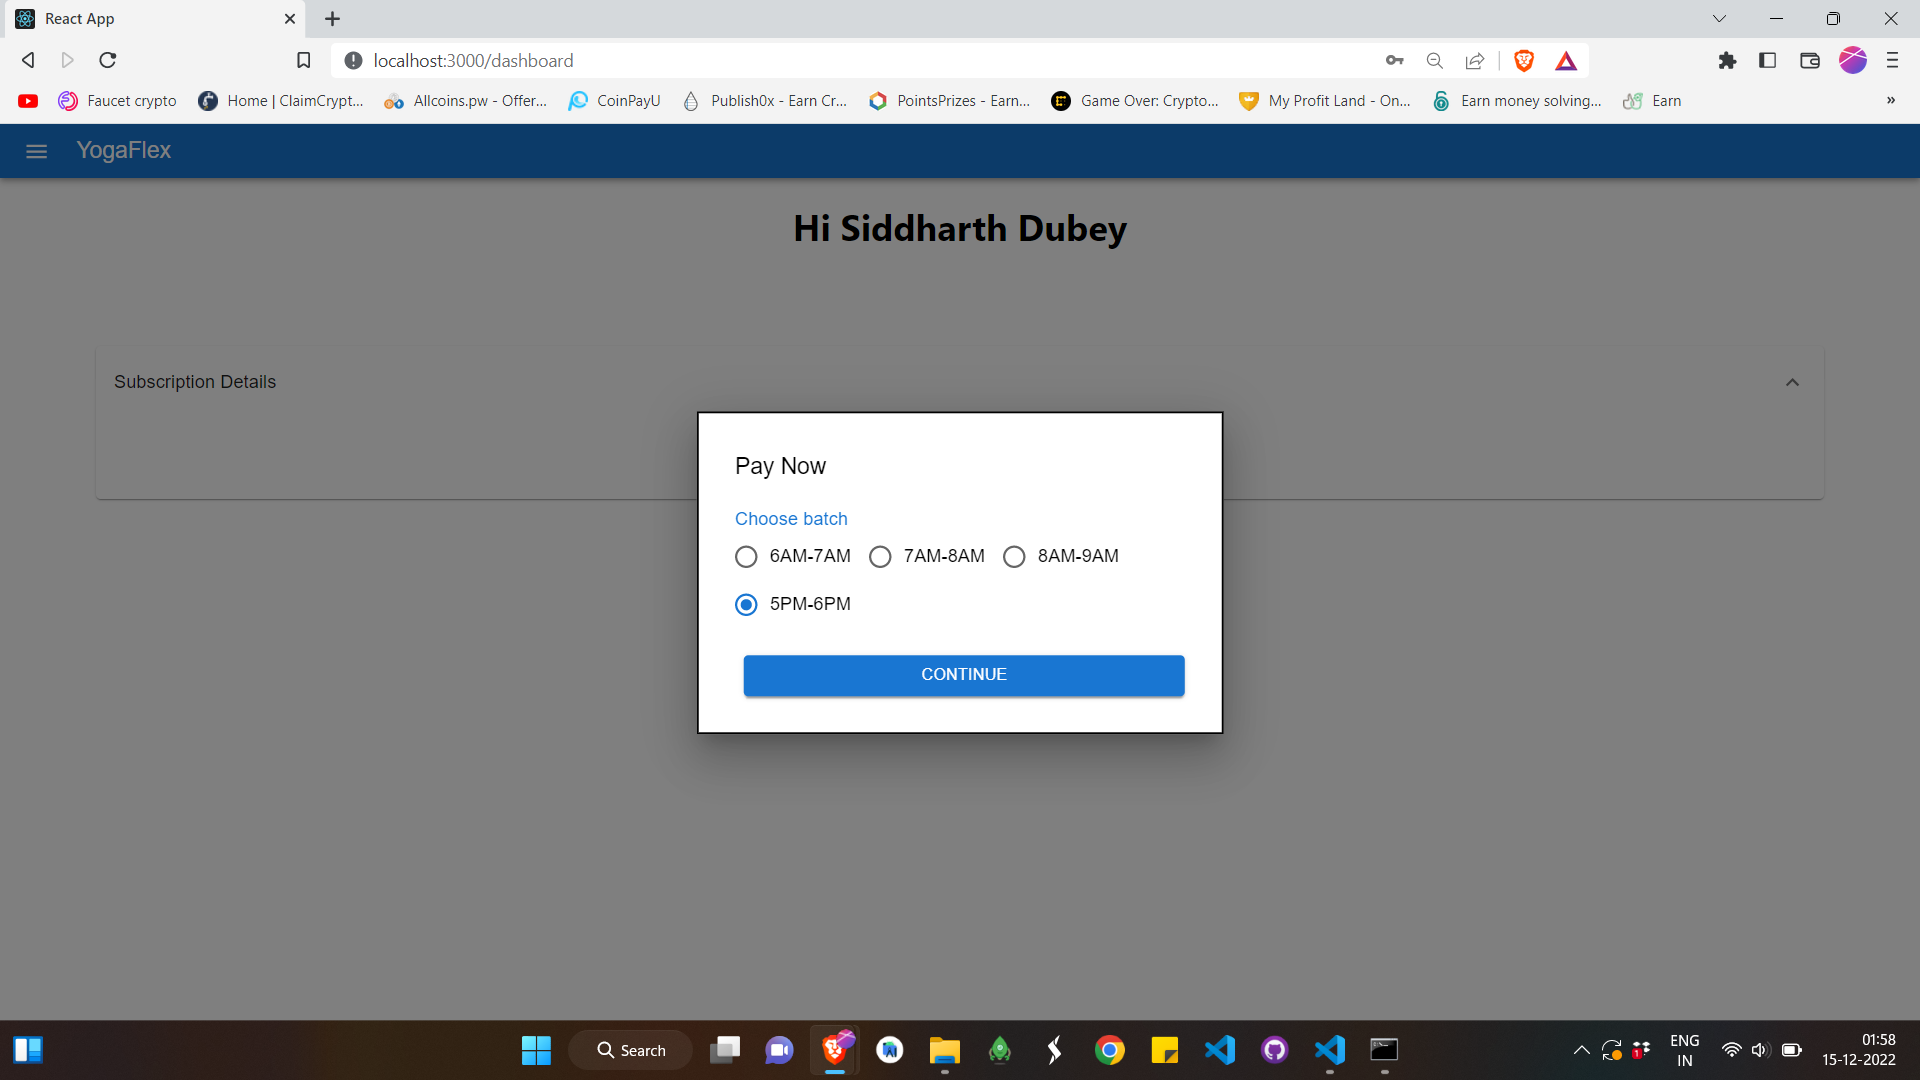 React App
localhost:3000/dashboard
Faucet crypto
Home | ClaimCrypt...
Allcoins.pw - Offer...
CoinPayU
Publish0x - Earn Cr...
PointsPrizes - Earn...
Game Over: Crypto...
My Profit Land - On...
Earn money solving...
Earn
»
YogaFlex
Hi Siddharth Dubey
Subscription Details
Pay Now
Choose batch
6AM-7AM 7AM-8AM 8AM-9AM
5PM-6PM
CONTINUE
Search
ENG
IN
01:58
15-12-2022